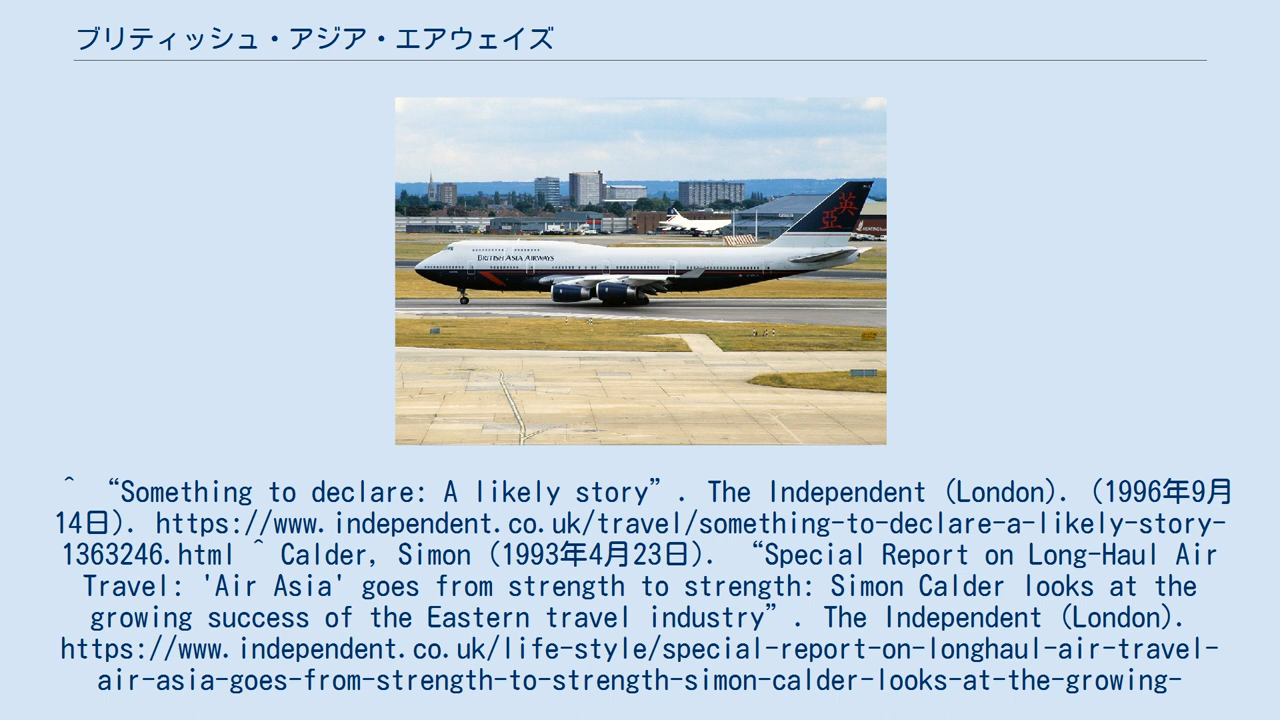 ブリティッシュ・アジア・エアウェイズ
英
亞
BRITISH ASIA AIRWAYS
^ “Something to declare: A likely story”. The Independent (London). (1996年9月
14日). https://www.independent.co.uk/travel/something-to-declare-a-likely-story-
1363246.html ^ Calder, Simon (1993年4月23日). “Special Report on Long-Haul Air
Travel: 'Air Asia' goes from strength to strength: Simon Calder looks at the
growing success of the Eastern travel industry”. The Independent (London).
https://www.independent.co.uk/life-style/special-report-on-longhaul-air-travel-
air-asia-goes-from-strength-to-strength-simon-calder-looks-at-the-growing-